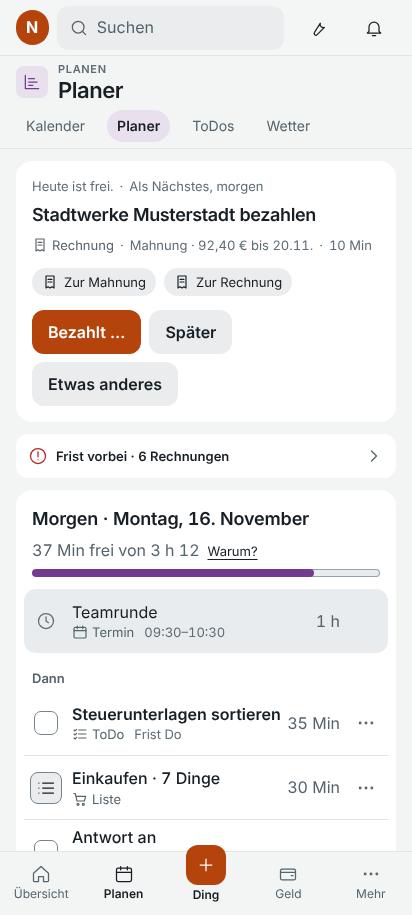 N
Suchen
PLANEN
Planer
Kalender
Planer
ToDos
Wetter
Heute ist frei. · Als Nächstes, morgen
Stadtwerke Musterstadt bezahlen
Rechnung · Mahnung · 92,40 € bis 20.11. · 10 Min
Zur Mahnung
Zur Rechnung
Bezahlt ...
Später
Etwas anderes
Frist vorbei · 6 Rechnungen
Morgen · Montag, 16. November
37 Min frei von 3 h 12 Warum?
Teamrunde
1 h
Termin 09:30–10:30
Dann
Steuerunterlagen sortieren
35 Min
ToDo Frist Do
Einkaufen · 7 Dinge
30 Min
Liste
Antwort an
Übersicht
Planen
Ding
Geld
Mehr